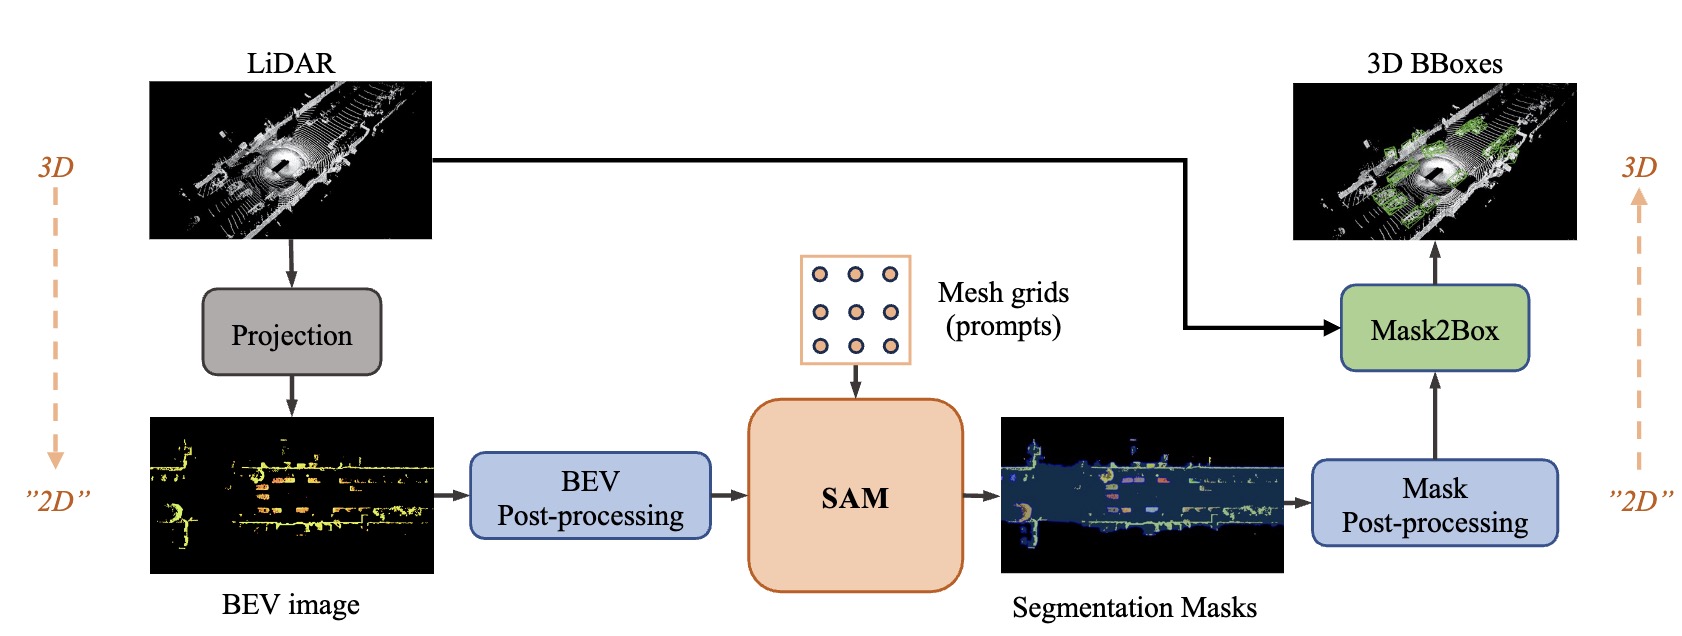 LiDAR
3D BBoxes
3D
3D
Mesh grids
(prompts)
Projection
Mask2Box
BEV
Post-processing
SAM
Mask
Post-processing
”2D”
”2D”
BEV image
Segmentation Masks